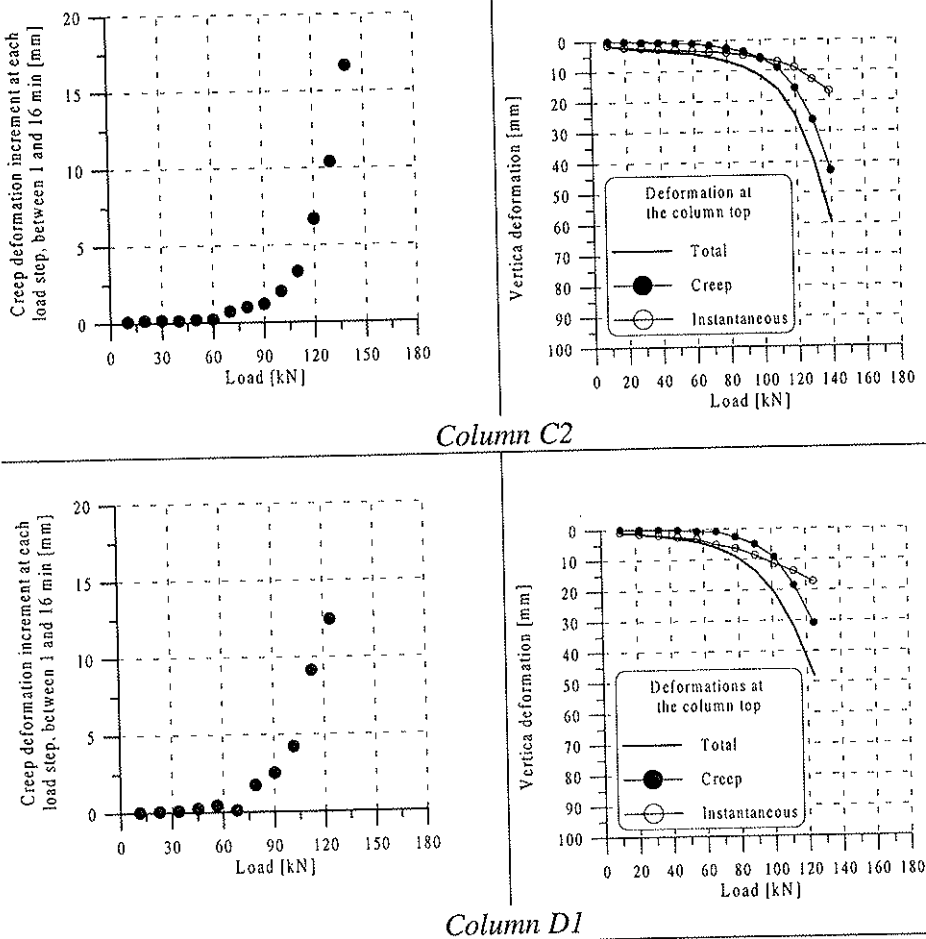 Creep deformation increment at each
load step, between 1 and 16 min [mm]
20
15
10
5
0
0 30 60 90 120 150 180
Load [kN]
Vertica deformation [mm]
0
10
20
30
40
50
60
70
80
90
100
Deformation at
the column top
Total
Creep
Instantaneous
0 20 40 60 80 100 120 140 160 180
Load [kN]
Column C2
Creep deformation increment at each
load step, between 1 and 16 min [mm]
20
15
10
5
0
0 30 60 90 120 150 180
Load [kN]
Vertica deformation [mm]
0
10
20
30
40
50
60
70
80
90
100
Deformations at
the column top
Total
Creep
Instantaneous
0 20 40 60 80 100 120 140 160 180
Load [kN]
Column D1